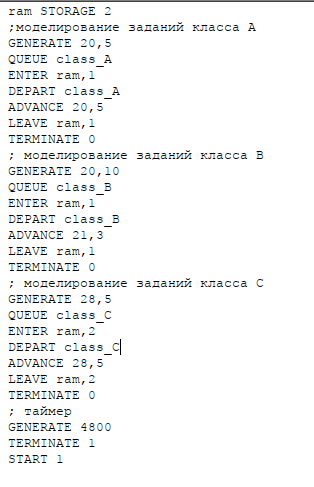 ram STORAGE 2
;моделирование заданий класса А
GENERATE 20,5
QUEUE class_A
ENTER ram,1
DEPART class_A
ADVANCE 20,5
LEAVE ram,1
TERMINATE 0
; моделирование заданий класса В
GENERATE 20,10
QUEUE class_B
ENTER ram,1
DEPART class_B
ADVANCE 21,3
LEAVE ram,1
TERMINATE 0
; моделирование заданий класса С
GENERATE 28,5
QUEUE class_C
ENTER ram,2
DEPART class_C
ADVANCE 28,5
LEAVE ram,2
TERMINATE 0
; таймер
GENERATE 4800
TERMINATE 1
START 1